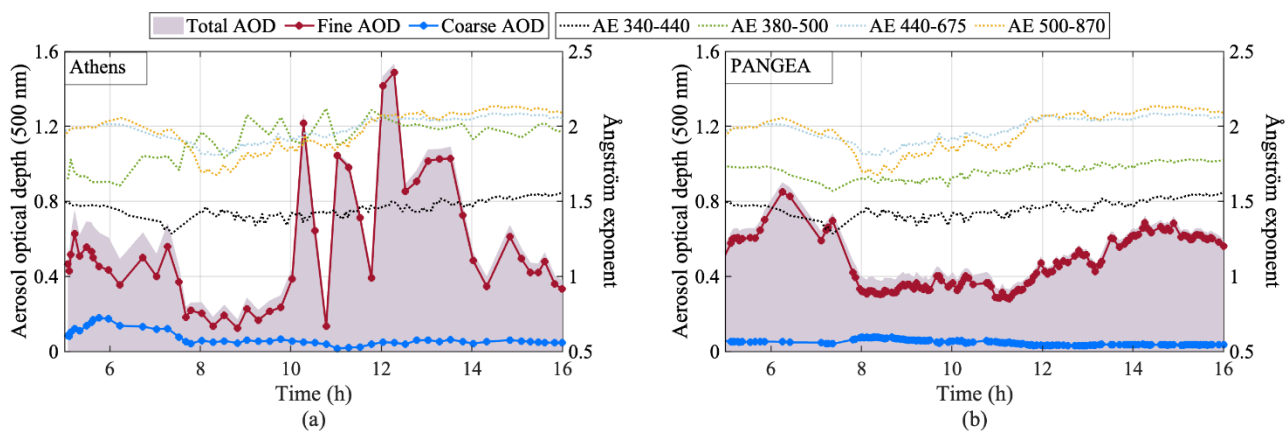 Total AOD Fine AOD Coarse AOD AE 340-440 AE 380-500 AE 440-675 AE 500-870
Athens
Aerosol optical depth (500 nm)
1.6
1.2
0.8
0.4
0
2.5
2
1.5
1
0.5
Ångström exponent
6 8 10 12 14 16
Time (h)
(a)
PANGEA
Aerosol optical depth (500 nm)
1.6
1.2
0.8
0.4
0
2.5
2
1.5
1
0.5
Ångström exponent
6 8 10 12 14 16
Time (h)
(b)